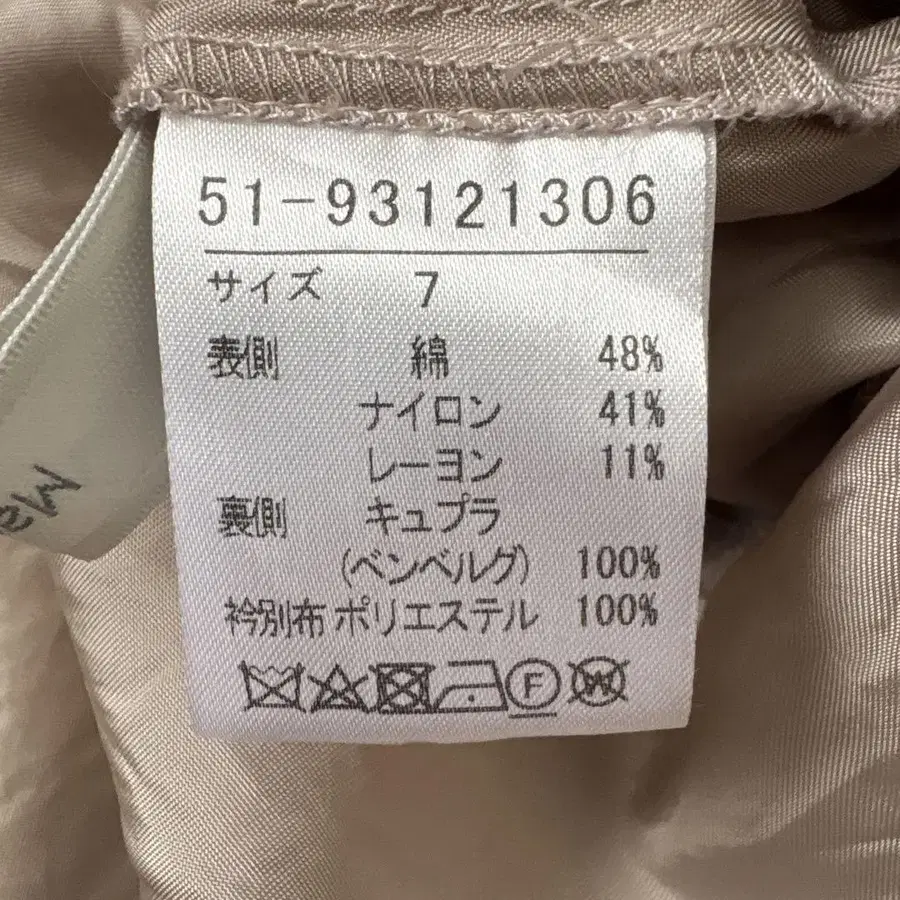 51-93121306
サイズ 7
表側 綿 48%
ナイロン 41%
レーヨン 11%
裏側 キュプラ
(ベンベルグ) 100%
衿別布 ポリエステル 100%
F
W